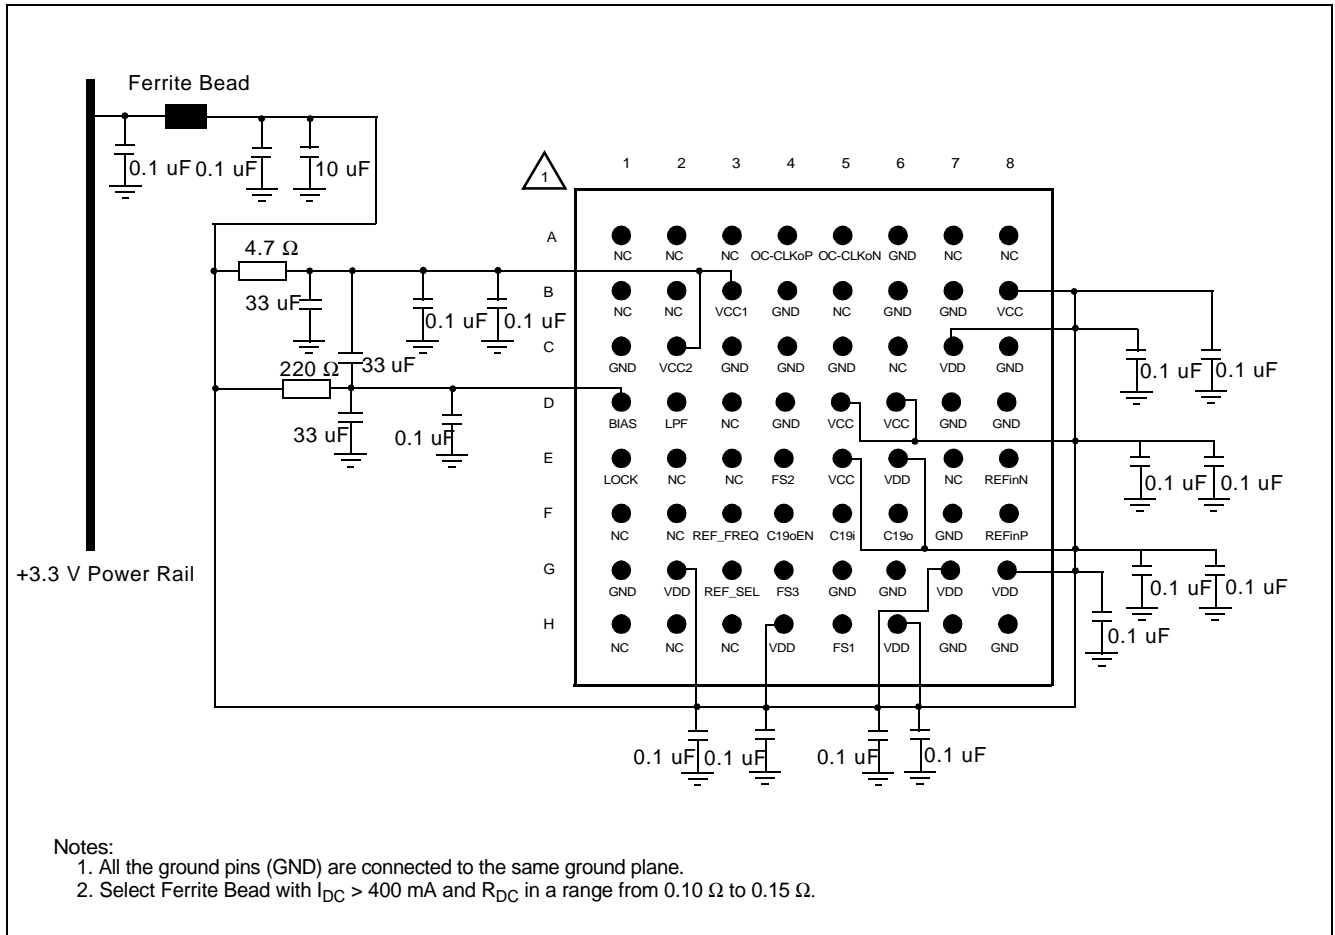 Ferrite Bead
0.1 uF 0.1 uF 10 uF
1
1 2 3 4 5 6 7 8
A
NC NC NC OC-CLKoP OC-CLKoN GND NC NC
4.7 Ω
33 uF
0.1 uF 0.1 uF
B
NC NC VCC1 GND NC GND GND VCC
C
GND VCC2 GND GND GND NC VDD GND
33 uF
0.1 uF 0.1 uF
220 Ω
33 uF 0.1 uF
D
BIAS LPF NC GND VCC VCC GND GND
E
LOCK NC NC FS2 VCC VDD NC REFinN
0.1 uF 0.1 uF
F
NC NC REF_FREQ C19oEN C19i C19o GND REFinP
+3.3 V Power Rail
G
GND VDD REF_SEL FS3 GND GND VDD VDD
0.1 uF 0.1 uF
0.1 uF
H
NC NC NC VDD FS1 VDD GND GND
0.1 uF 0.1 uF 0.1 uF 0.1 uF
Notes:
1. All the ground pins (GND) are connected to the same ground plane.
2. Select Ferrite Bead with IDC > 400 mA and RDC in a range from 0.10 Ω to 0.15 Ω.